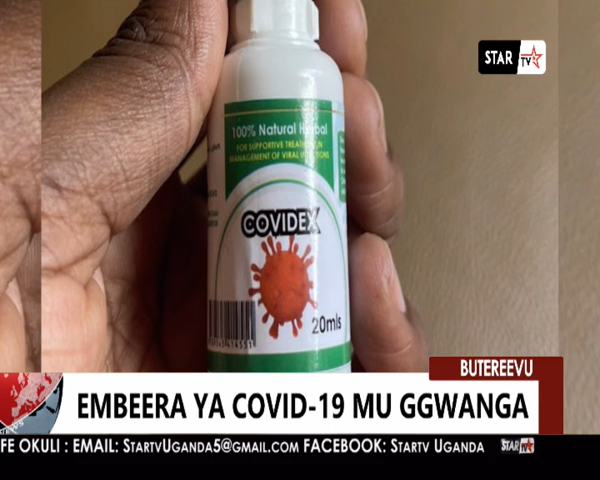 STAR TV
100% Natural Herbal
FOR SUPPORTIVE TREATMENT IN
MANAGEMENT OF VIRAL INFECTIONS
COVIDEX
20mls
BUTEREEVU
EMBEERA YA COVID-19 MU GGWANGA
FE OKULI : EMAIL: STARTVUGANDA5@GMAIL.COM FACEBOOK: STARTV UGANDA STAR TV